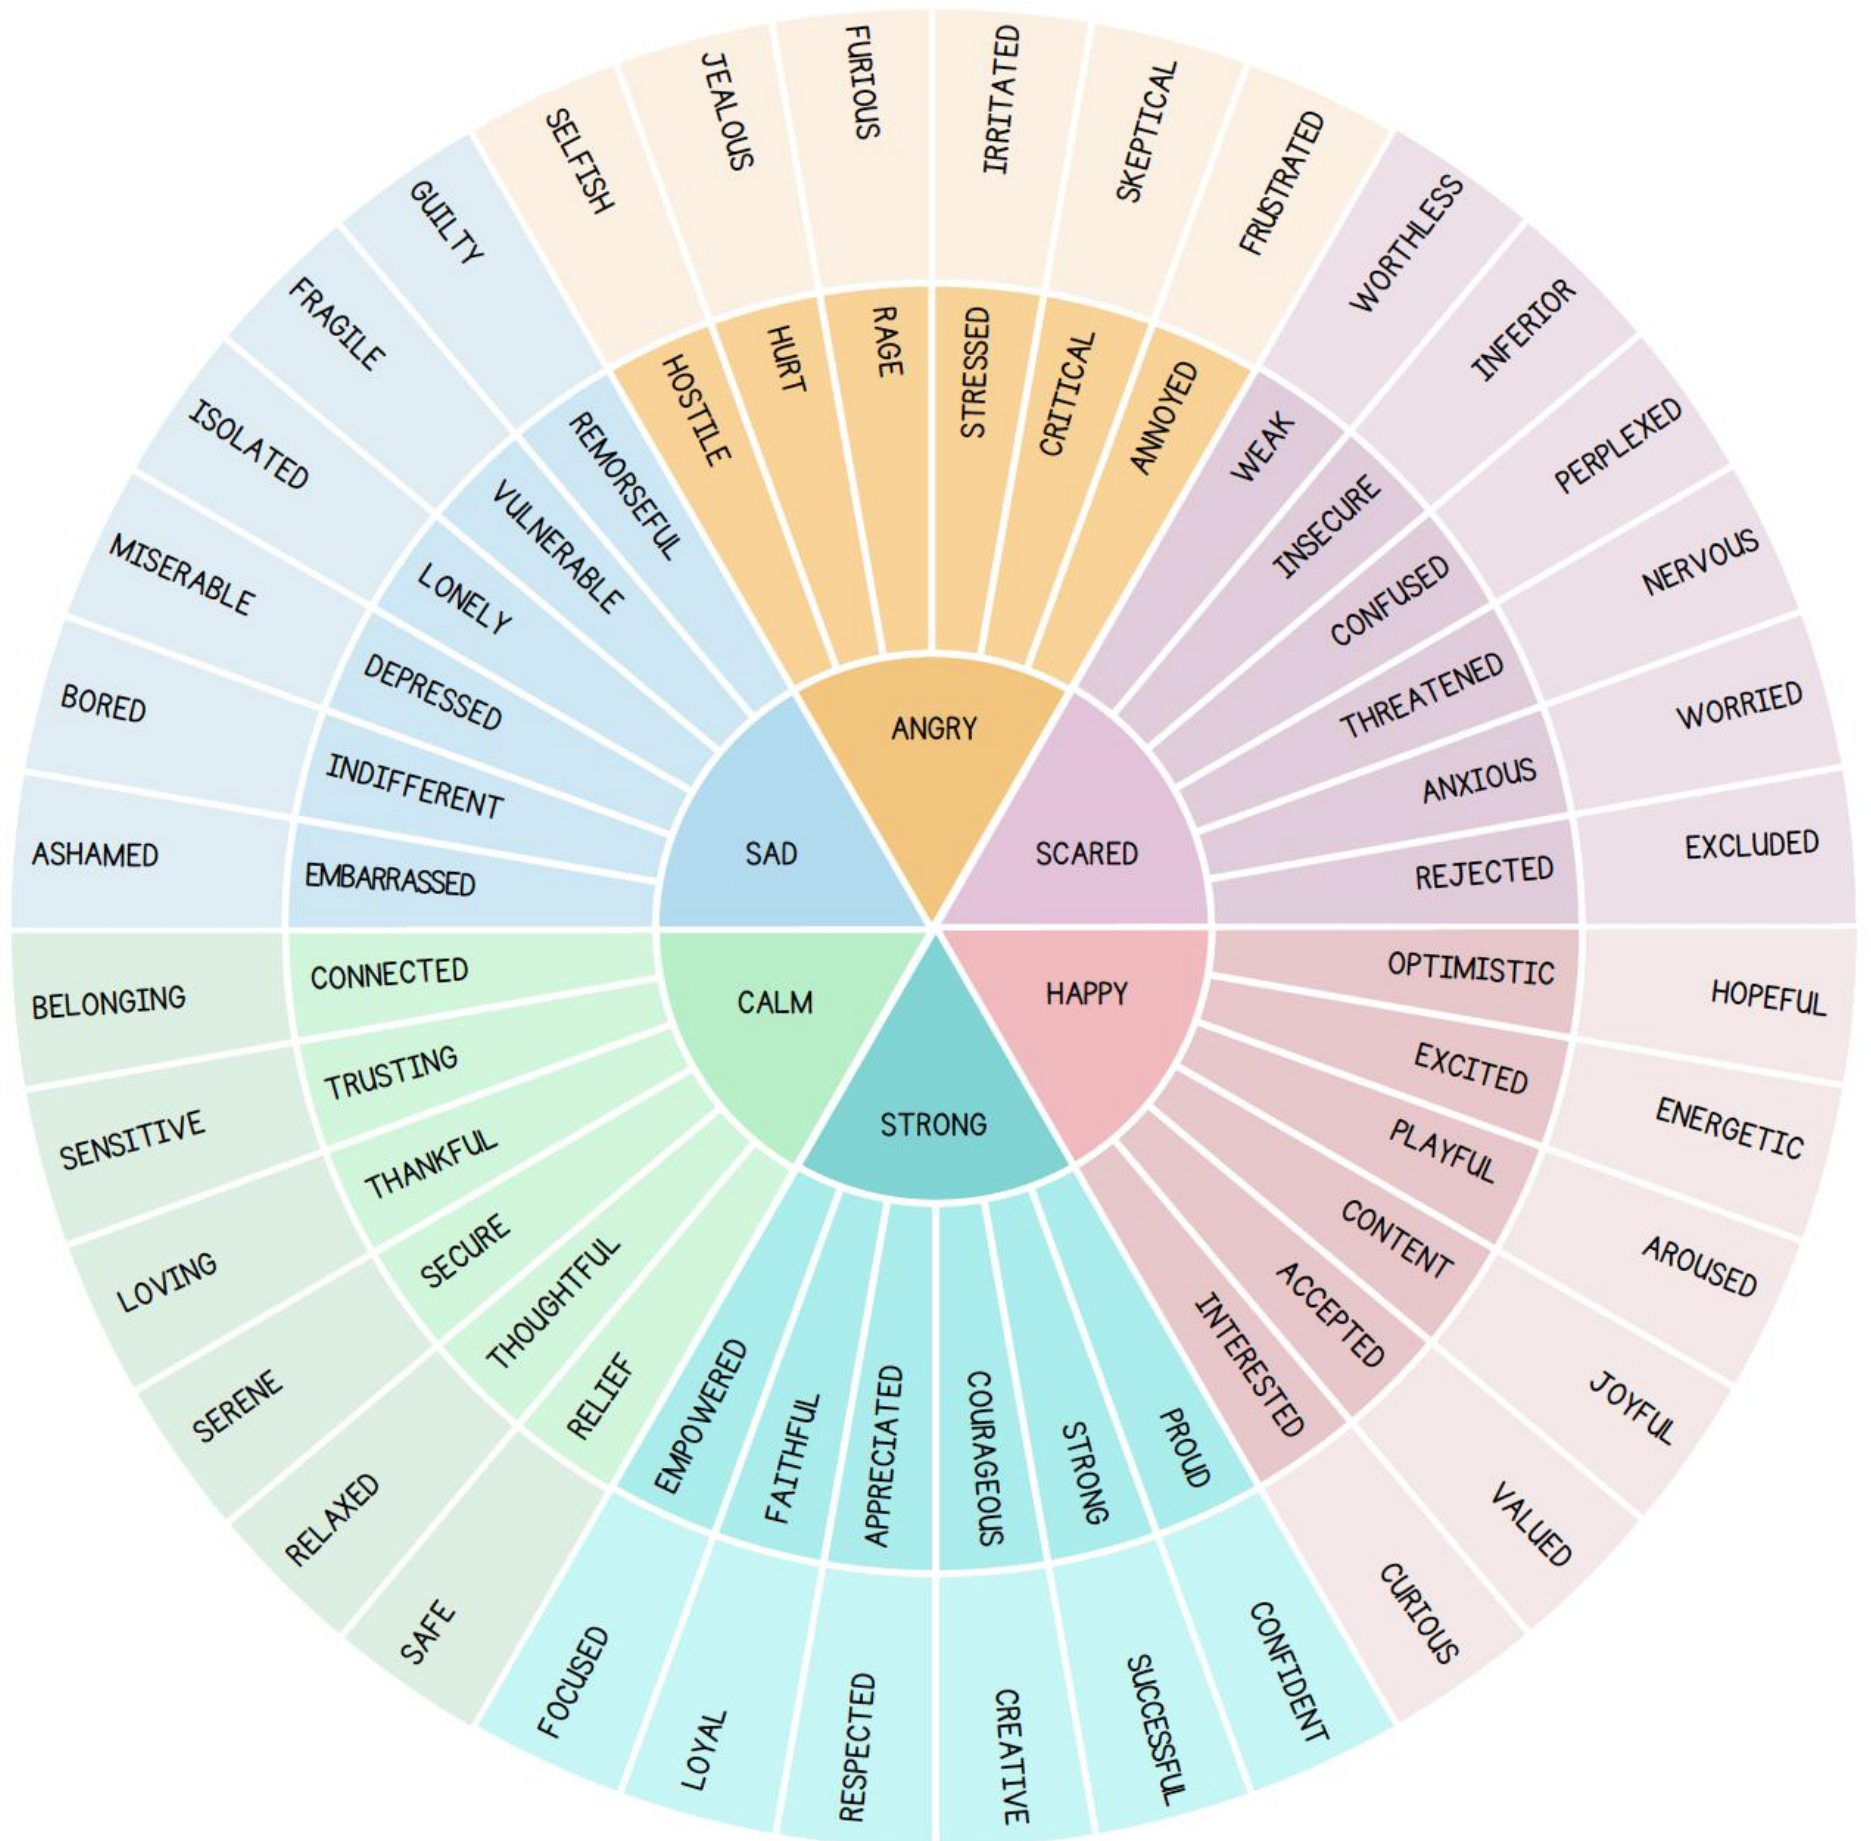 ANGRY
SCARED
HAPPY
STRONG
CALM
SAD
HOSTILE
HURT
RAGE
STRESSED
CRITICAL
ANNOYED
WEAK
INSECURE
CONFUSED
THREATENED
ANXIOUS
REJECTED
OPTIMISTIC
EXCITED
PLAYFUL
CONTENT
ACCEPTED
INTERESTED
PROUD
STRONG
COURAGEOUS
APPRECIATED
FAITHFUL
EMPOWERED
RELIEF
THOUGHTFUL
SECURE
THANKFUL
TRUSTING
CONNECTED
EMBARRASSED
INDIFFERENT
DEPRESSED
LONELY
VULNERABLE
REMORSEFUL
SELFISH
JEALOUS
FURIOUS
IRRITATED
SKEPTICAL
FRUSTRATED
WORTHLESS
INFERIOR
PERPLEXED
NERVOUS
WORRIED
EXCLUDED
HOPEFUL
ENERGETIC
AROUSED
JOYFUL
VALUED
CURIOUS
CONFIDENT
SUCCESSFUL
CREATIVE
RESPECTED
LOYAL
FOCUSED
SAFE
RELAXED
SERENE
LOVING
SENSITIVE
BELONGING
ASHAMED
BORED
MISERABLE
ISOLATED
FRAGILE
GUILTY